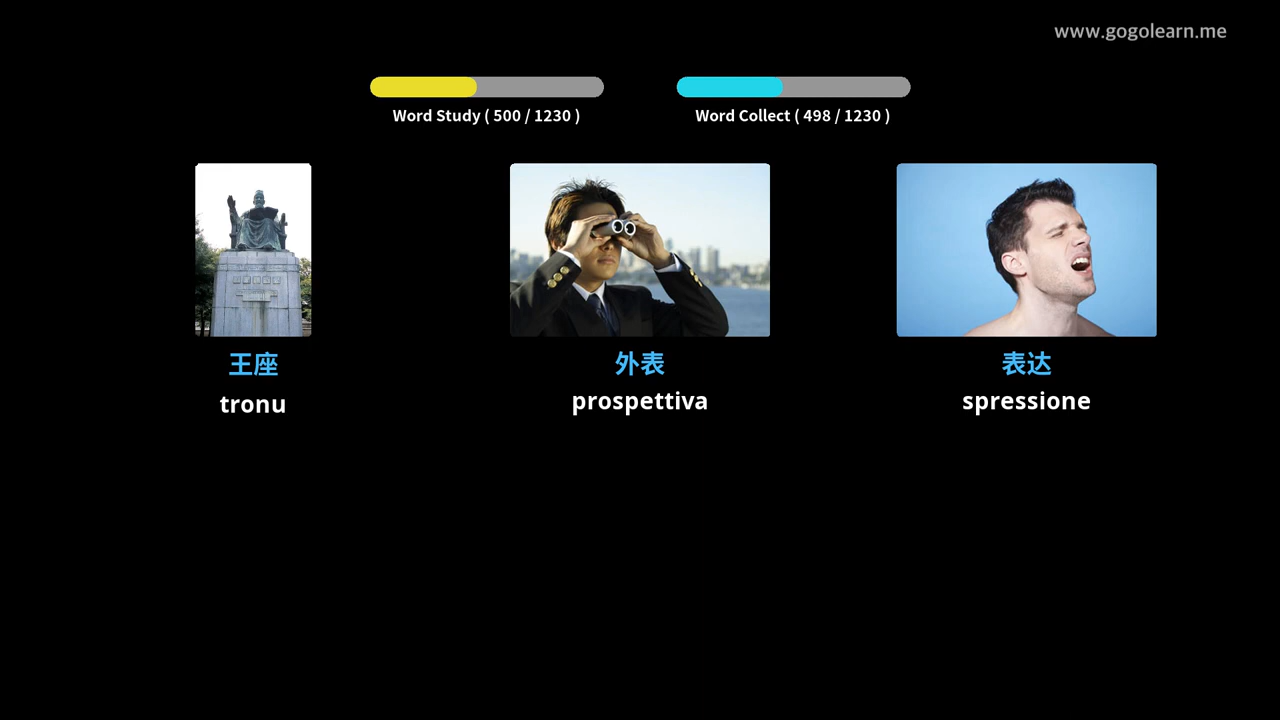 www.gogolearn.me
Word Study ( 500 / 1230 )
Word Collect ( 498 / 1230 )
王座
tronu
外表
prospettiva
表达
spressione